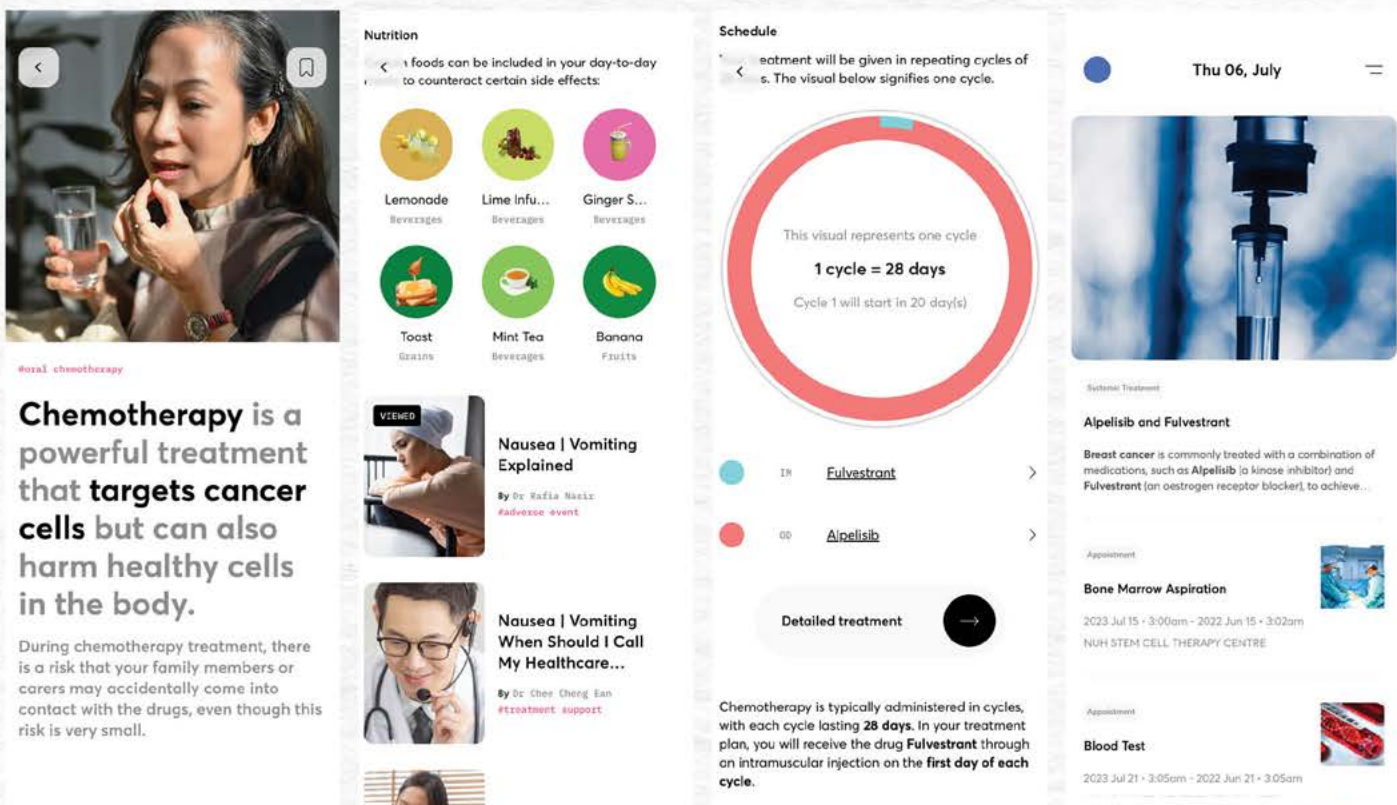 #oral chemotherapy
Chemotherapy is a
powerful treatment
that targets cancer
cells but can also
harm healthy cells
in the body.
During chemotherapy treatment, there
is a risk that your family members or
carers may accidentally come into
contact with the drugs, even though this
risk is very small.
Nutrition
foods can be included in your day-to-day
to counteract certain side effects:
Lemonade
Beverages
Lime Infu...
Beverages
Ginger S...
Beverages
Toast
Grains
Mint Tea
Beverages
Banana
Fruits
VIEWED
Nausea | Vomiting
Explained
By Dr Rafia Nasir
#adverse event
Nausea | Vomiting
When Should I Call
My Healthcare...
By Dr Chee Cheng Ean
#treatment support
Schedule
treatment will be given in repeating cycles of
The visual below signifies one cycle.
This visual represents one cycle
1 cycle = 28 days
Cycle 1 will start in 20 day(s)
IM Fulvestrant
OD Alpelisib
Detailed treatment
Chemotherapy is typically administered in cycles,
with each cycle lasting 28 days. In your treatment
plan, you will receive the drug Fulvestrant through
an intramuscular injection on the first day of each
cycle.
Thu 06, July
Systemic Treatment
Alpelisib and Fulvestrant
Breast cancer is commonly treated with a combination of
medications, such as Alpelisib (a kinase inhibitor) and
Fulvestrant (an oestrogen receptor blocker), to achieve...
Appointment
Bone Marrow Aspiration
2023 Jul 15 • 3:00am - 2022 Jun 15 • 3:02am
NUH STEM CELL THERAPY CENTRE
Appointment
Blood Test
2023 Jul 21 • 3:05am - 2022 Jun 21 • 3:05am